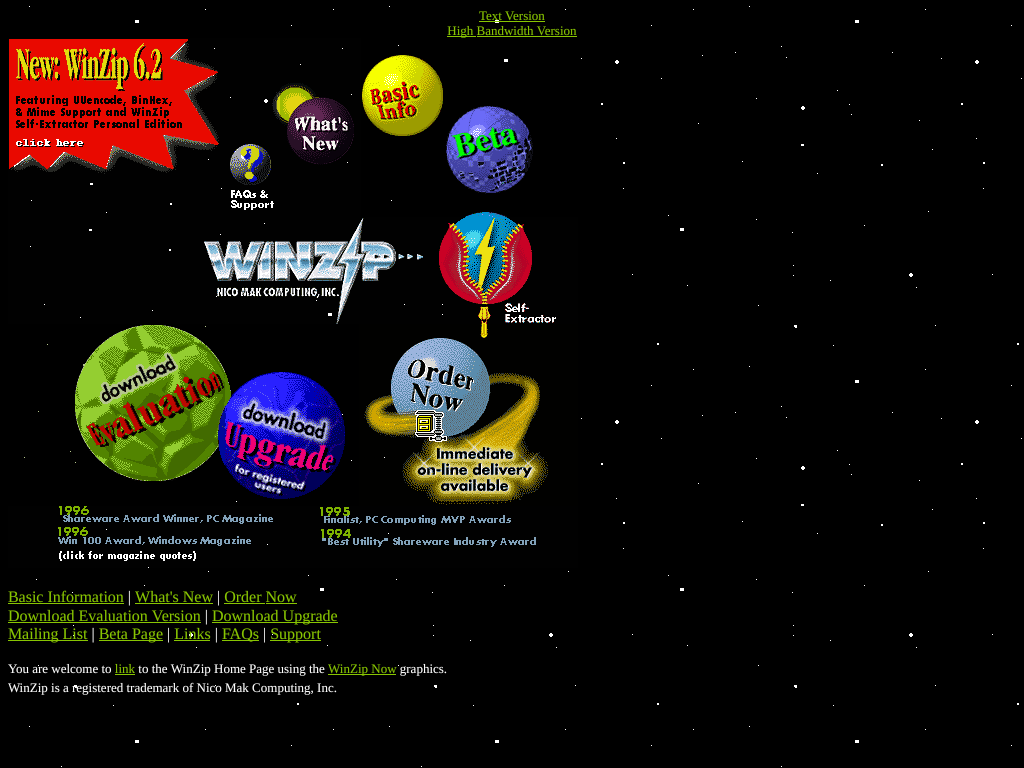 Text Version
High Bandwidth Version
New: WinZip 6.2
Featuring UUencode, BinHex,
& Mime Support and WinZip
Self-Extractor Personal Edition
click here
Basic
Info
What's
New
Beta
FAQs &
Support
WINZIP
NICO MAK COMPUTING, INC.
Self-
Extractor
download
Evaluation
download
Upgrade
for registered
users
Order
Now
Immediate
on-line delivery
available
1996
Shareware Award Winner, PC Magazine
1996
Win 100 Award, Windows Magazine
(click for magazine quotes)
1995
Finalist, PC Computing MVP Awards
1994
"Best Utility" Shareware Industry Award
Basic Information | What's New | Order Now
Download Evaluation Version | Download Upgrade
Mailing List | Beta Page | Links | FAQs | Support
You are welcome to link to the WinZip Home Page using the WinZip Now graphics.
WinZip is a registered trademark of Nico Mak Computing, Inc.